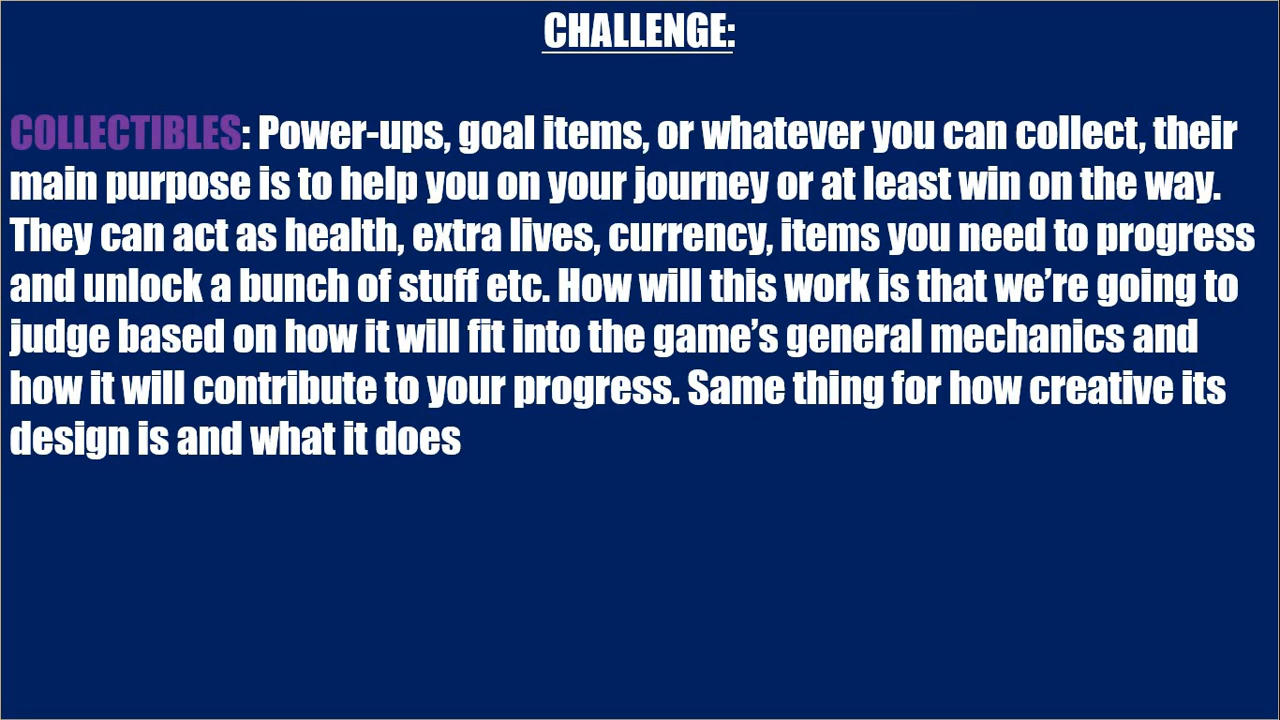 CHALLENGE:
COLLECTIBLES: Power-ups, goal items, or whatever you can collect, their
main purpose is to help you on your journey or at least win on the way.
They can act as health, extra lives, currency, items you need to progress
and unlock a bunch of stuff etc. How will this work is that we’re going to
judge based on how it will fit into the game’s general mechanics and
how it will contribute to your progress. Same thing for how creative its
design is and what it does